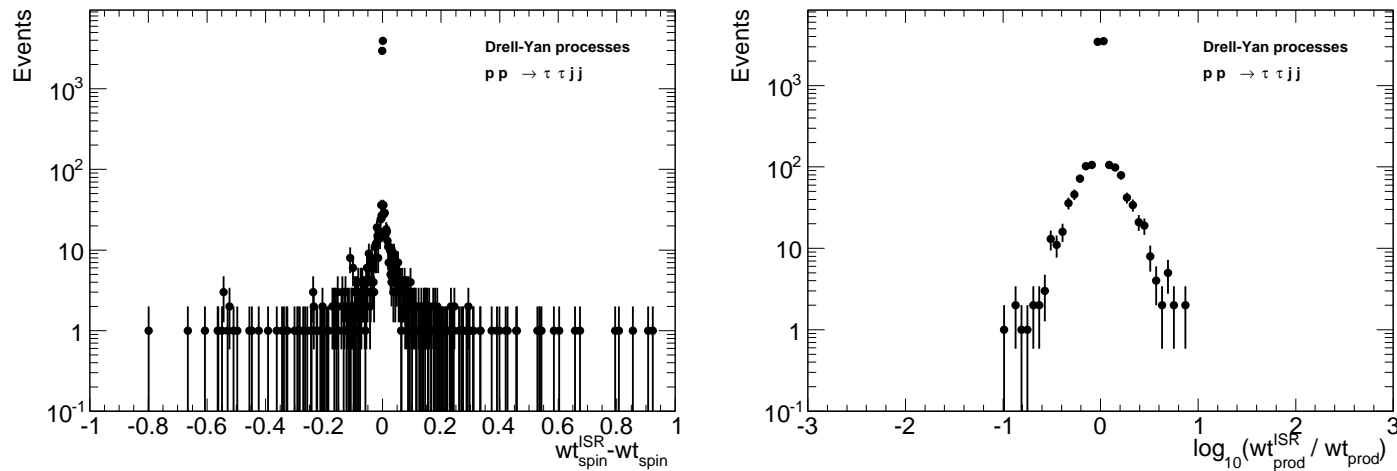 Events
10³
10²
10
1
10⁻¹
Drell-Yan processes
p p → τ τ j j
-1 -0.8 -0.6 -0.4 -0.2 0 0.2 0.4 0.6 0.8 1
wt^ISR_spin-wt_spin
Events
10³
10²
10
1
10⁻¹
Drell-Yan processes
p p → τ τ j j
-3 -2 -1 0 1 2 3
log₁₀(wt^ISR_prod / wt_prod)